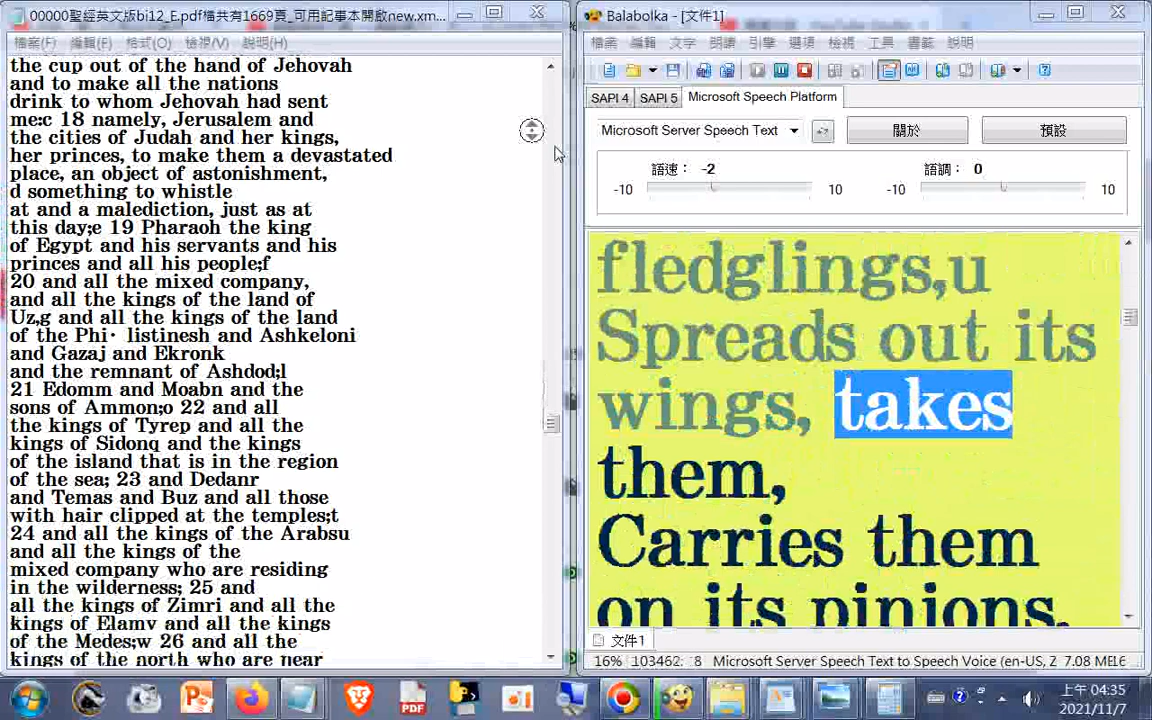 00000聖經英文版bi12_E.pdf檔共有1669頁_可用記事本開啟new.xm...
檔案(F) 編輯(E) 格式(O) 檢視(V) 說明(H)
the cup out of the hand of Jehovah
and to make all the nations
drink to whom Jehovah had sent
me:c 18 namely, Jerusalem and
the cities of Judah and her kings,
her princes, to make them a devastated
place, an object of astonishment,
d something to whistle
at and a malediction, just as at
this day;e 19 Pharaoh the king
of Egypt and his servants and his
princes and all his people;f
20 and all the mixed company,
and all the kings of the land of
Uz,g and all the kings of the land
of the Phi· listinesh and Ashkeloni
and Gazaj and Ekronk
and the remnant of Ashdod;l
21 Edomm and Moabn and the
sons of Ammon;o 22 and all
the kings of Tyrep and all the
kings of Sidonq and the kings
of the island that is in the region
of the sea; 23 and Dedanr
and Temas and Buz and all those
with hair clipped at the temples;t
24 and all the kings of the Arabsu
and all the kings of the
mixed company who are residing
in the wilderness; 25 and
all the kings of Zimri and all the
kings of Elamv and all the kings
of the Medes;w 26 and all the
kings of the north who are near
Balabolka - [文件1]
檔案 編輯 文字 朗讀 引擎 選項 檢視 工具 書籤 說明
SAPI 4 SAPI 5 Microsoft Speech Platform
Microsoft Server Speech Text 關於 預設
語速： -2 語調： 0
-10 10 -10 10
fledglings,u
Spreads out its
wings, takes
them,
Carries them
on its pinions,
文件1
16% 103462: 8 Microsoft Server Speech Text to Speech Voice (en-US, 7.08 ME
PDF
上午 04:35
2021/11/7